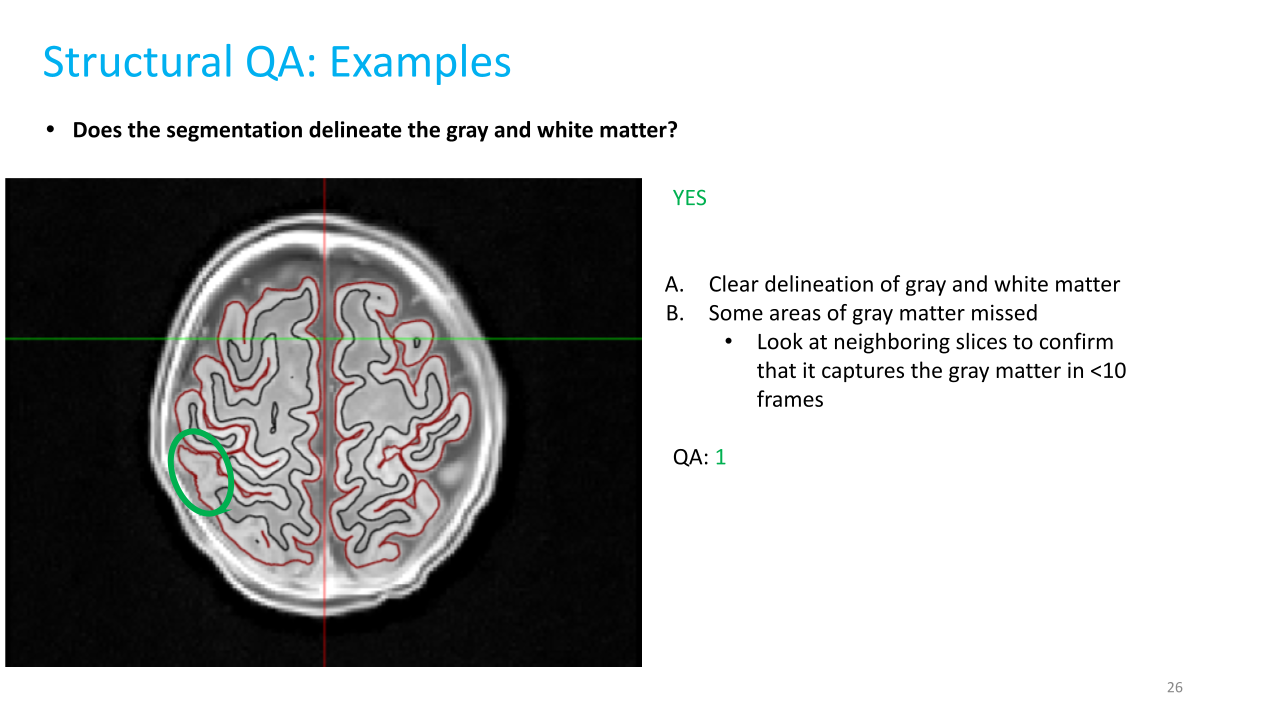 Structural QA: Examples
• Does the segmentation delineate the gray and white matter?
YES
A. Clear delineation of gray and white matter
B. Some areas of gray matter missed
• Look at neighboring slices to confirm
that it captures the gray matter in <10
frames
QA: 1
26